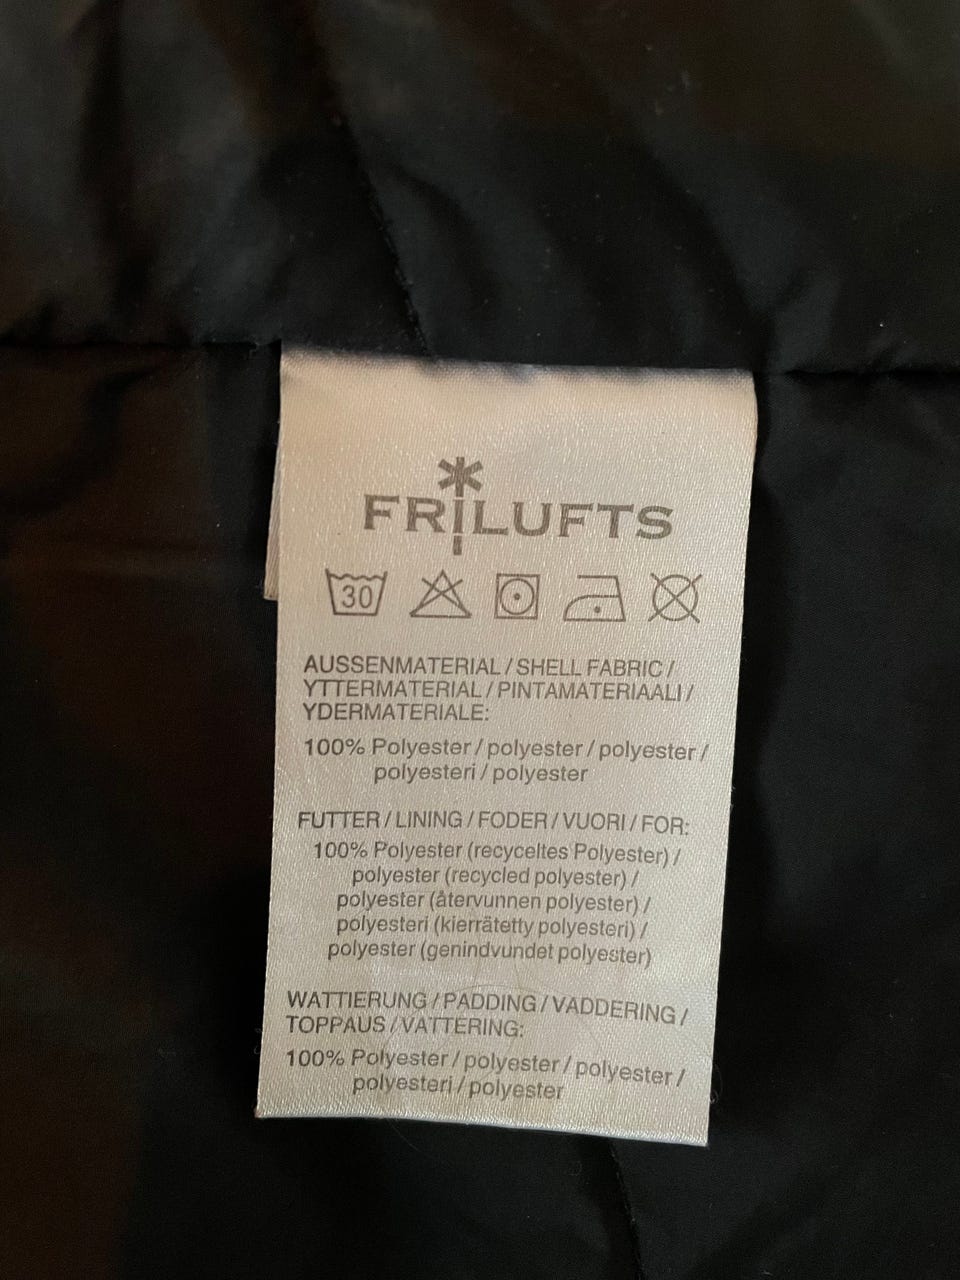 FRILUFTS
30
AUSSENMATERIAL / SHELL FABRIC /
YTTERMATERIAL / PINTAMATERIAALI /
YDERMATERIALE:
100% Polyester / polyester / polyester /
polyesteri / polyester
FUTTER / LINING / FODER / VUORI / FOR:
100% Polyester (recyceltes Polyester) /
polyester (recycled polyester) /
polyester (återvunnen polyester) /
polyesteri (kierrätetty polyesteri) /
polyester (genindvundet polyester)
WATTIERUNG / PADDING / VADDERING /
TOPPAUS / VATTERING:
100% Polyester / polyester / polyester /
polyesteri / polyester